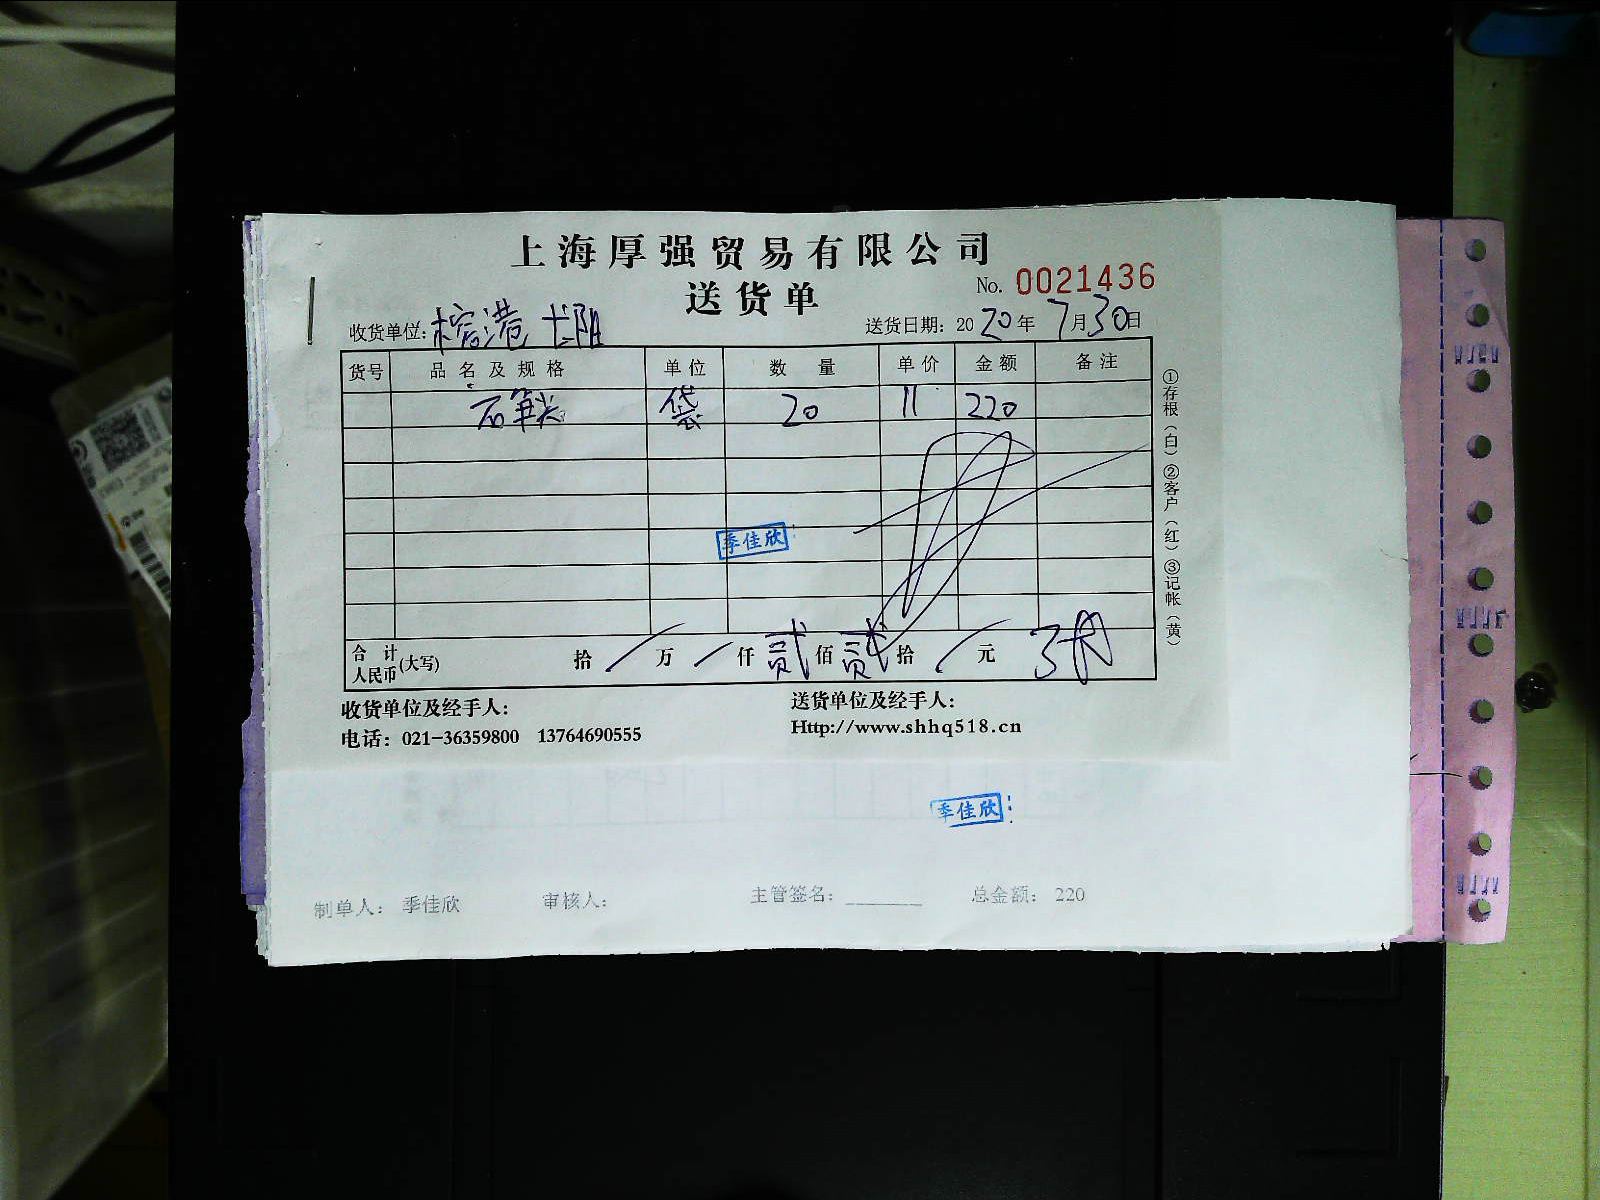 上海厚强贸易有限公司
送货单
No. 0021436
收货单位: 榕港 长阳
送货日期: 2020年 7月30日
货号 品名及规格 单位 数量 单价 金额 备注
石笋尖 袋 20 11 220
季佳欣
合计人民币(大写) 拾 / 万 / 仟 贰 佰 贰 拾 / 元
①存根(白)②客户(红)③记帐(黄)
收货单位及经手人: 送货单位及经手人:
电话: 021-36359800 13764690555 Http://www.shhq518.cn
季佳欣
制单人: 季佳欣 审核人: 主管签名: ________ 总金额: 220